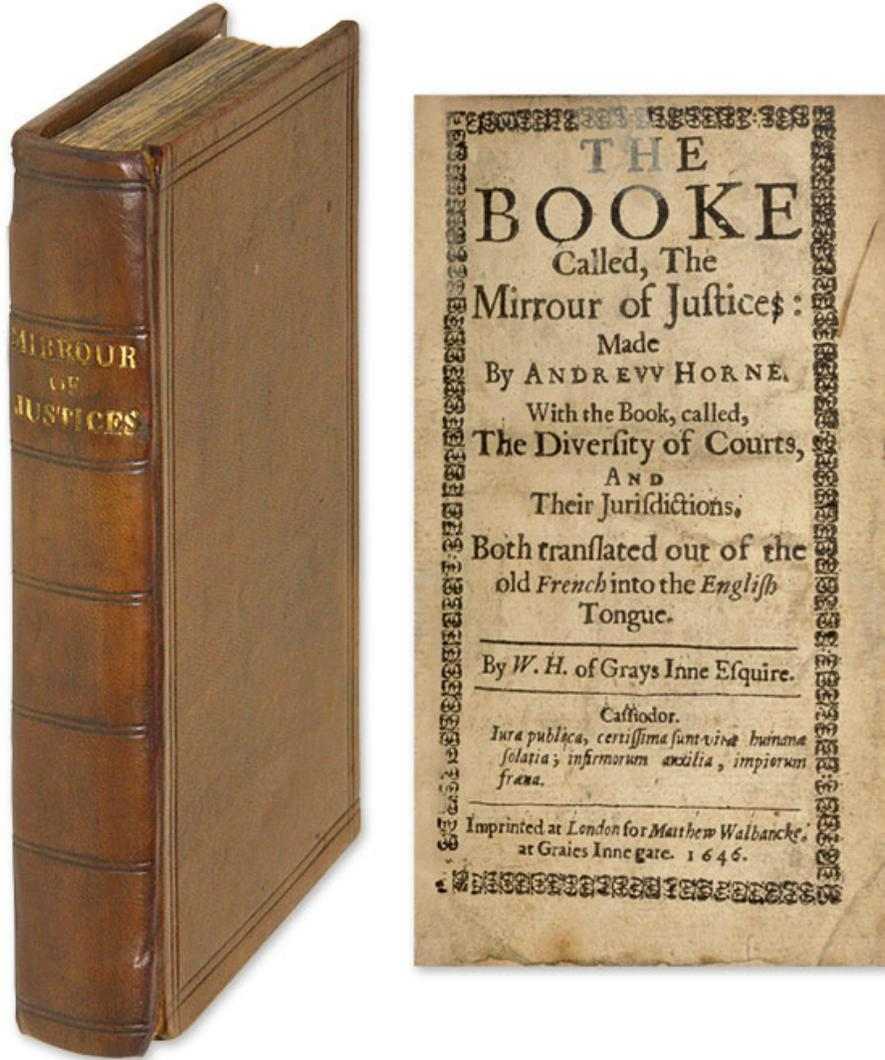 MIRROUR
OF
JUSTICES
THE
BOOKE
Called, The
Mirrour of Juſtices:
Made
By ANDREVV HORNE.
With the Book, called,
The Diverſity of Courts,
AND
Their Juriſdictions,
Both tranſlated out of the
old French into the Engliſh
Tongue.
By W. H. of Grays Inne Eſquire.
Caſſiodor.
Iura publica, certiſſima ſunt vitæ humanæ
ſolatia; infirmorum auxilia, impiorum
fræna.
Imprinted at London for Matthew Walbancke,
at Graies Inne gate. 1646.